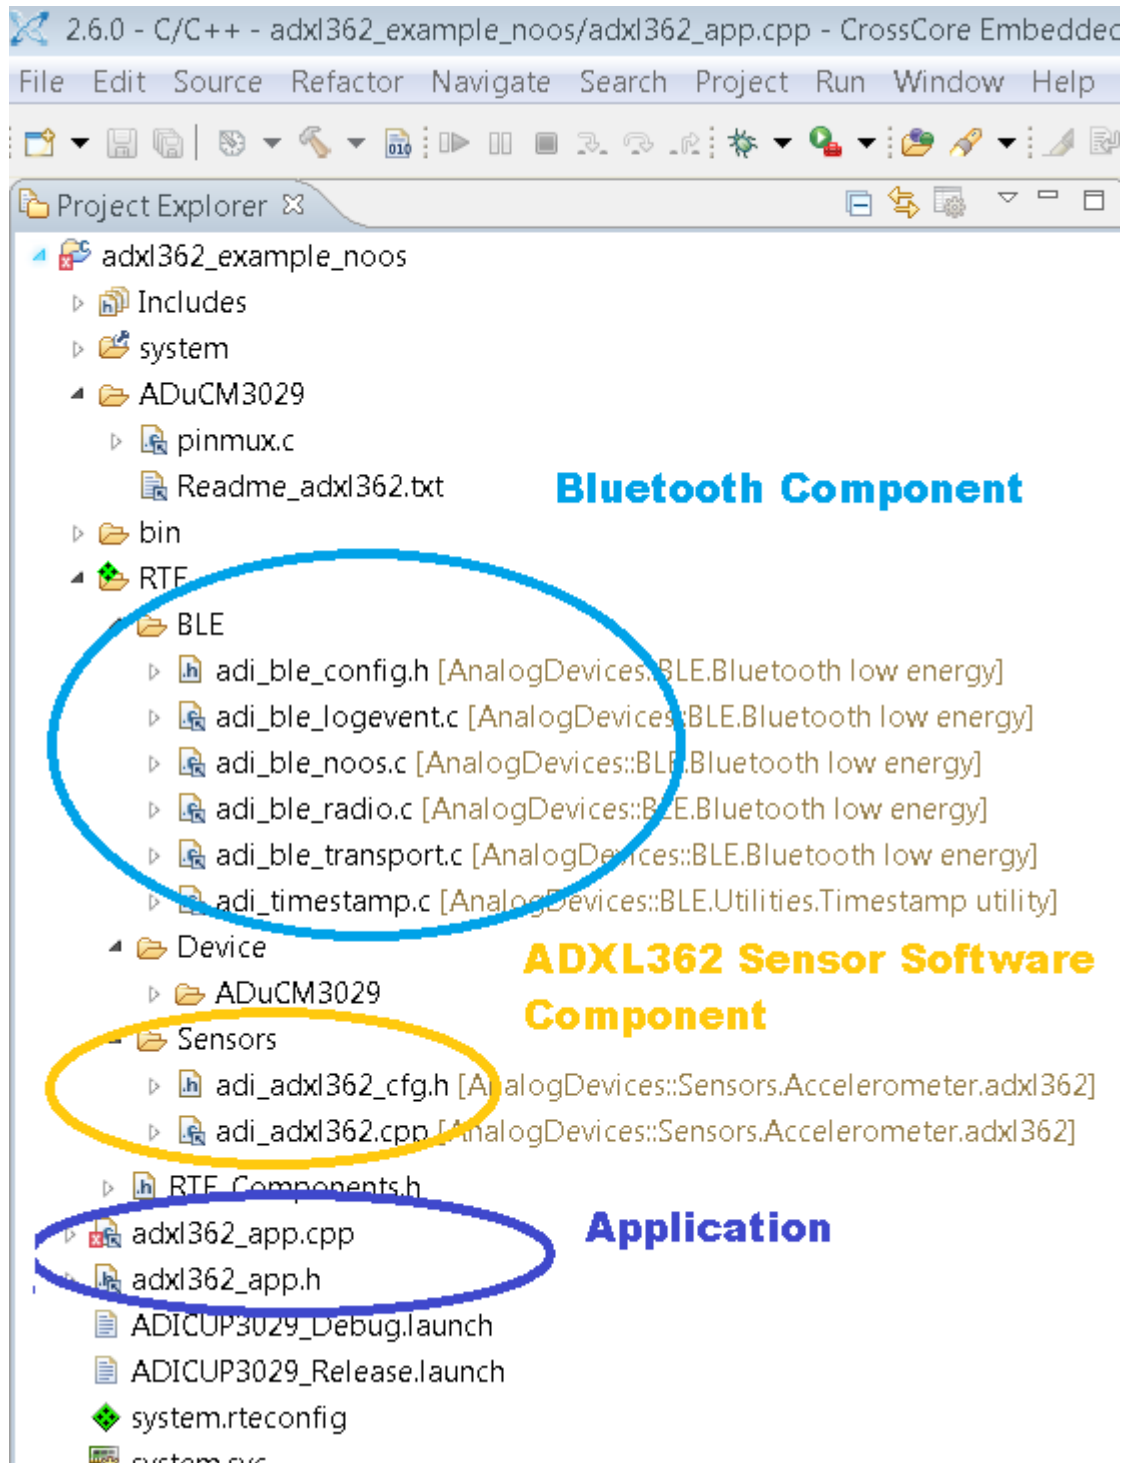 2.6.0 - C/C++ - adxl362_example_noos/adxl362_app.cpp - CrossCore Embedded
File Edit Source Refactor Navigate Search Project Run Window Help
010
Project Explorer
adxl362_example_noos
Includes
system
ADuCM3029
pinmux.c
Readme_adxl362.txt
Bluetooth Component
bin
RTE
BLE
adi_ble_config.h [AnalogDevices::BLE.Bluetooth low energy]
adi_ble_logevent.c [AnalogDevices::BLE.Bluetooth low energy]
adi_ble_noos.c [AnalogDevices::BLE.Bluetooth low energy]
adi_ble_radio.c [AnalogDevices::BLE.Bluetooth low energy]
adi_ble_transport.c [AnalogDevices::BLE.Bluetooth low energy]
adi_timestamp.c [AnalogDevices::BLE.Utilities.Timestamp utility]
Device
ADXL362 Sensor Software
Component
ADuCM3029
Sensors
adi_adxl362_cfg.h [AnalogDevices::Sensors.Accelerometer.adxl362]
adi_adxl362.cpp [AnalogDevices::Sensors.Accelerometer.adxl362]
RTE_Components.h
Application
adxl362_app.cpp
adxl362_app.h
ADICUP3029_Debug.launch
ADICUP3029_Release.launch
system.rteconfig
system.svc